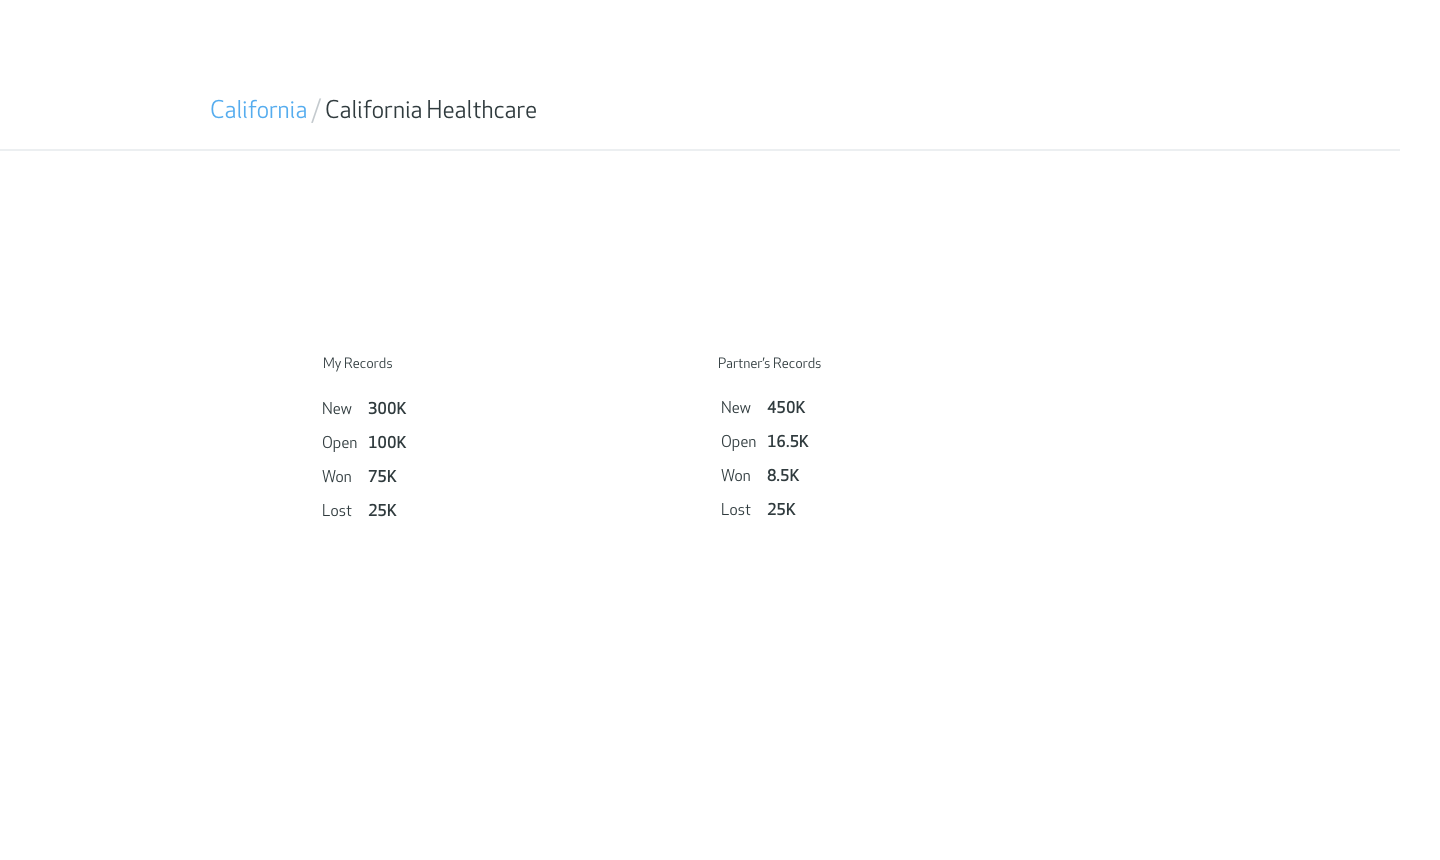 California / California Healthcare
My Records
New 300K
Open 100K
Won 75K
Lost 25K
Partner's Records
New 450K
Open 16.5K
Won 8.5K
Lost 25K